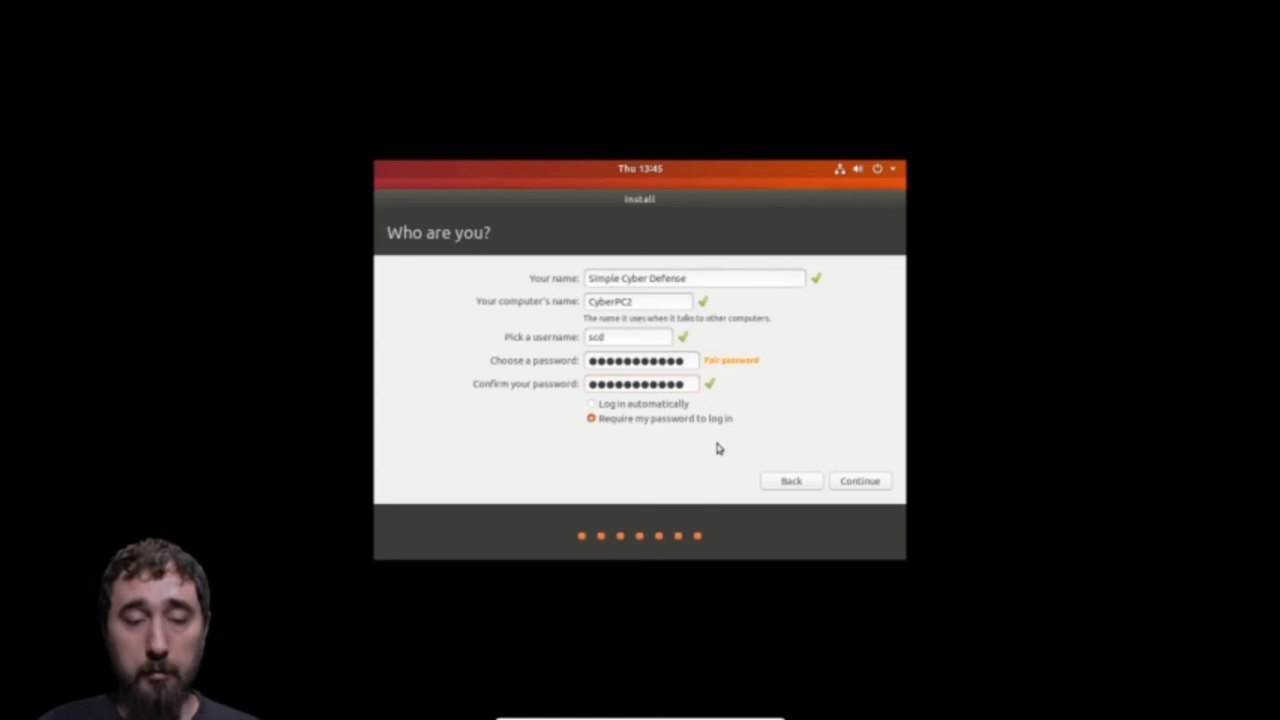 Thu 13:45
Install
Who are you?
Your name: Simple Cyber Defense
Your computer's name: CyberPC2
The name it uses when it talks to other computers.
Pick a username: scd
Choose a password: ●●●●●●●●●●● Fair password
Confirm your password: ●●●●●●●●●●●
Log in automatically
Require my password to log in
Back Continue